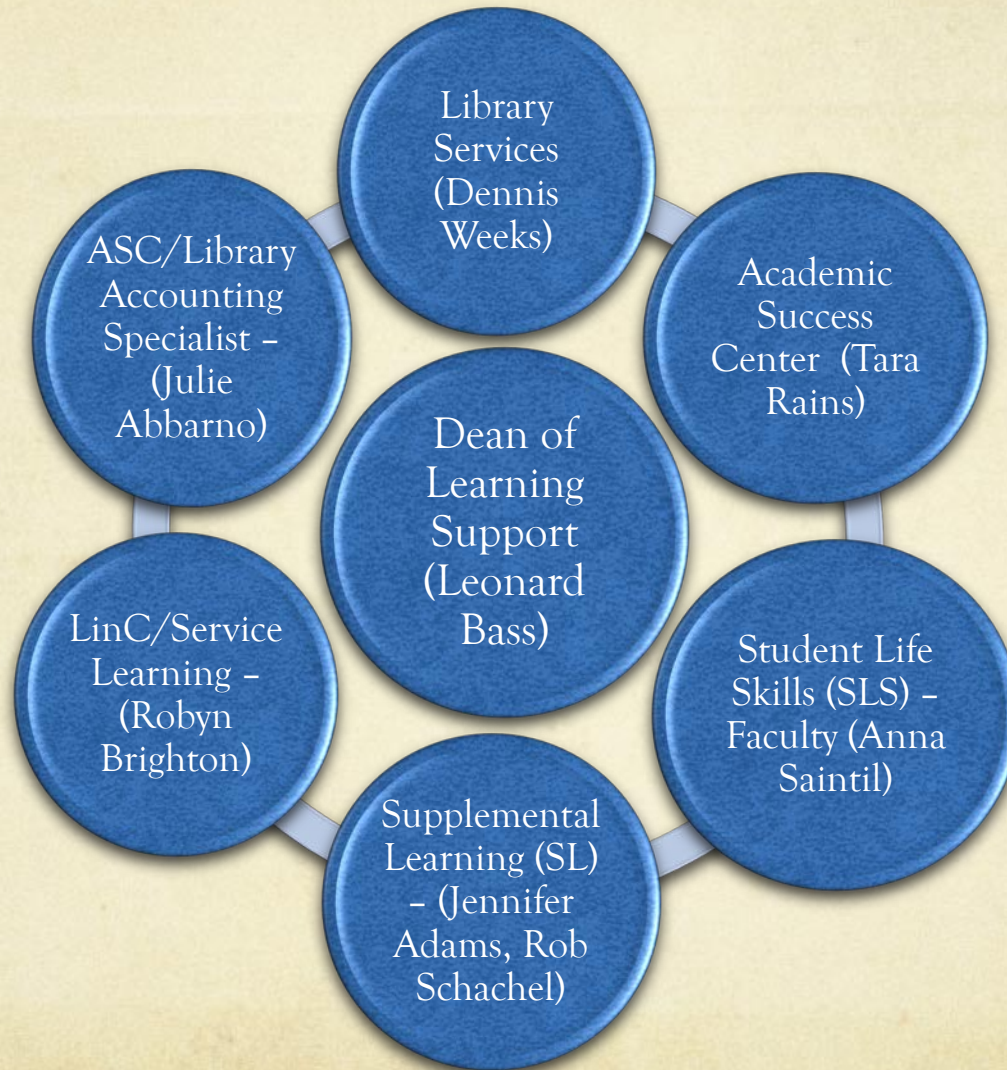 Library
Services
(Dennis
Weeks)
Academic
Success
Center (Tara
Rains)
Student Life
Skills (SLS) –
Faculty (Anna
Saintil)
Supplemental
Learning (SL)
– (Jennifer
Adams, Rob
Schachel)
LinC/Service
Learning –
(Robyn
Brighton)
ASC/Library
Accounting
Specialist –
(Julie
Abbarno)
Dean of
Learning
Support
(Leonard
Bass)